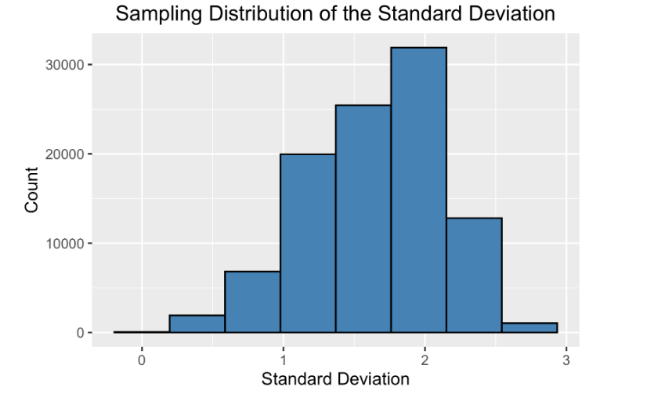 Sampling Distribution of the Standard Deviation
30000
20000
10000
0
Count
0 1 2 3
Standard Deviation